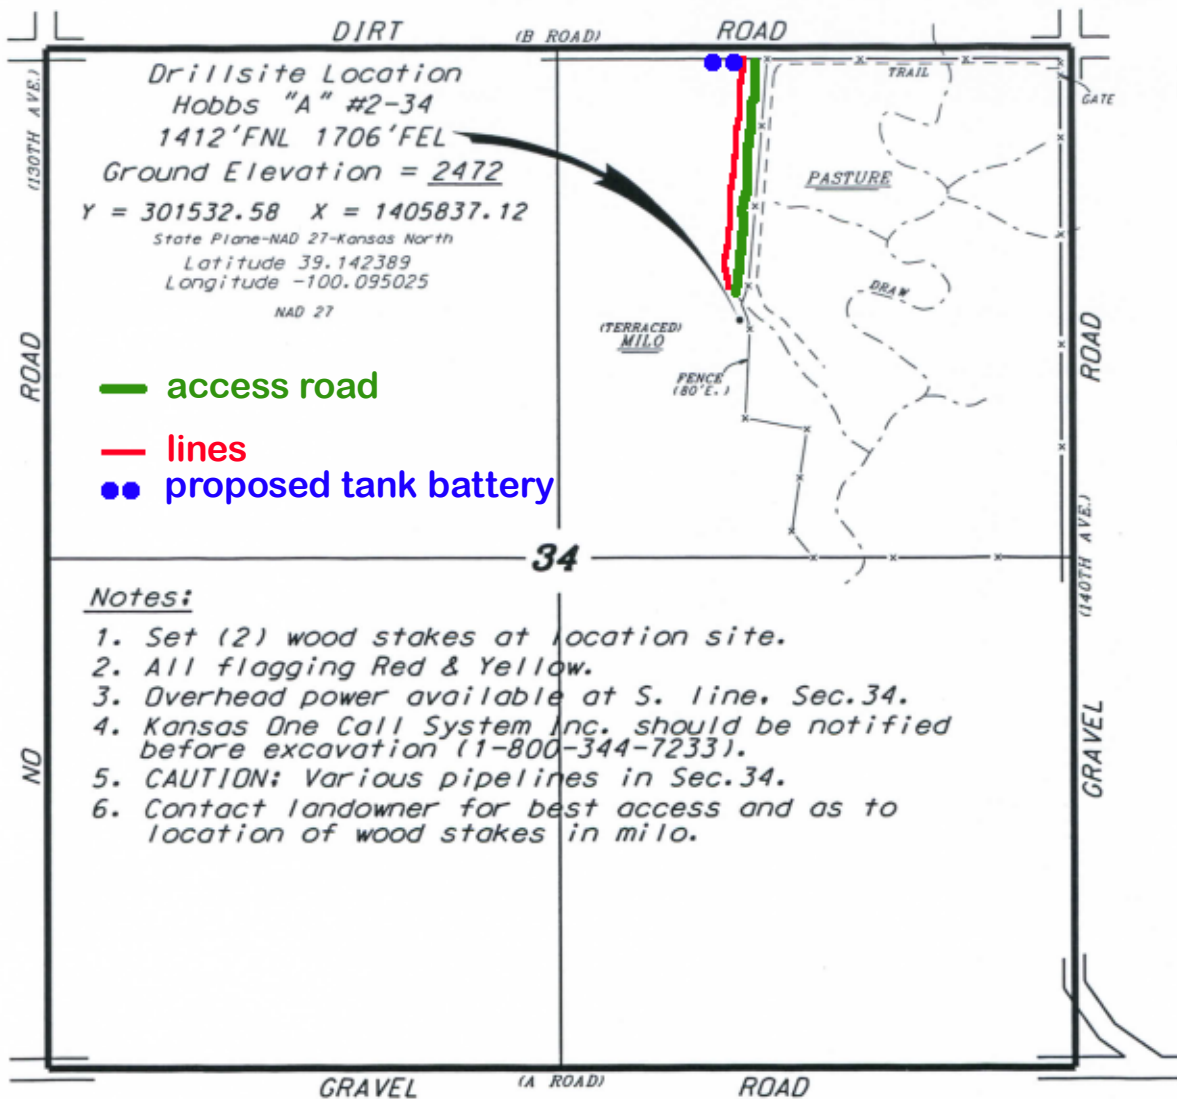 DIRT (B ROAD) ROAD
Drillsite Location
Hobbs "A" #2-34
1412'FNL 1706'FEL
Ground Elevation = 2472
Y = 301532.58 X = 1405837.12
State Plane-NAD 27-Kansas North
Latitude 39.142389
Longitude -100.095025
NAD 27
(130TH AVE.)
ROAD
NO
TRAIL
GATE
PASTURE
DRAW
(TERRACED)
MILO
FENCE
(80'E.)
ROAD
(140TH AVE.)
GRAVEL
access road
lines
proposed tank battery
34
Notes:
1. Set (2) wood stakes at location site.
2. All flagging Red & Yellow.
3. Overhead power available at S. line, Sec.34.
4. Kansas One Call System Inc. should be notified
before excavation (1-800-344-7233).
5. CAUTION: Various pipelines in Sec.34.
6. Contact landowner for best access and as to
location of wood stakes in milo.
GRAVEL (A ROAD) ROAD